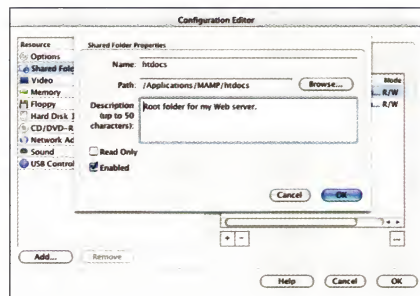 Configuration Editor
Resource
Shared Folder Properties
Options
Shared Fold
Video
Memory
Floppy
Hard Disk
CD/DVD-R
Network Ad
Sound
USB Control
Name: htdocs
Path: /Applications/MAMP/htdocs
Browse...
Description
(up to 50
characters):
Root folder for my Web server.
Read Only
Enabled
Cancel
OK
Mode
... R/W
... R/W
+
-
...
Add...
Remove
Help
Cancel
OK